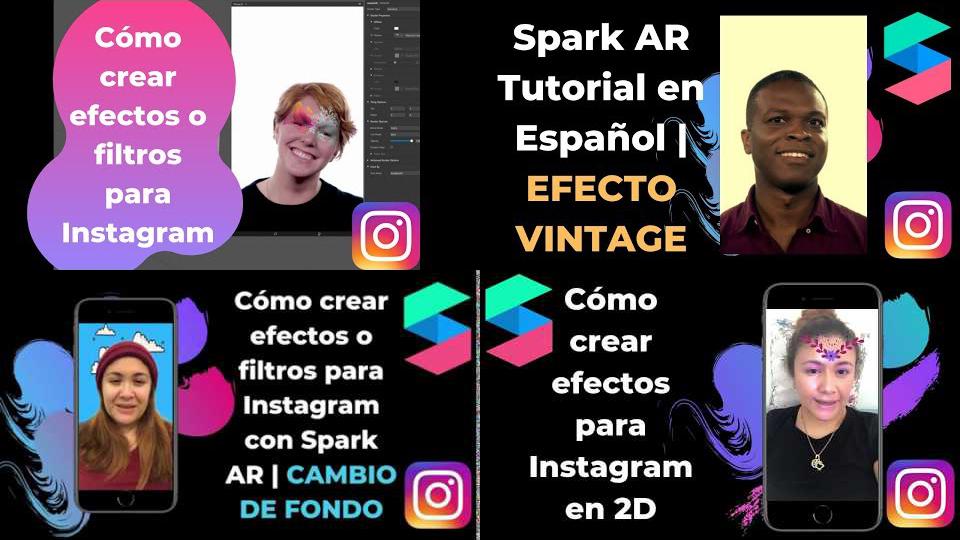 Cómo
crear
efectos o
filtros
para
Instagram
Spark AR
Tutorial en
Español |
EFECTO
VINTAGE
Cómo crear
efectos o
filtros para
Instagram
con Spark
AR | CAMBIO
DE FONDO
Cómo
crear
efectos
para
Instagram
en 2D